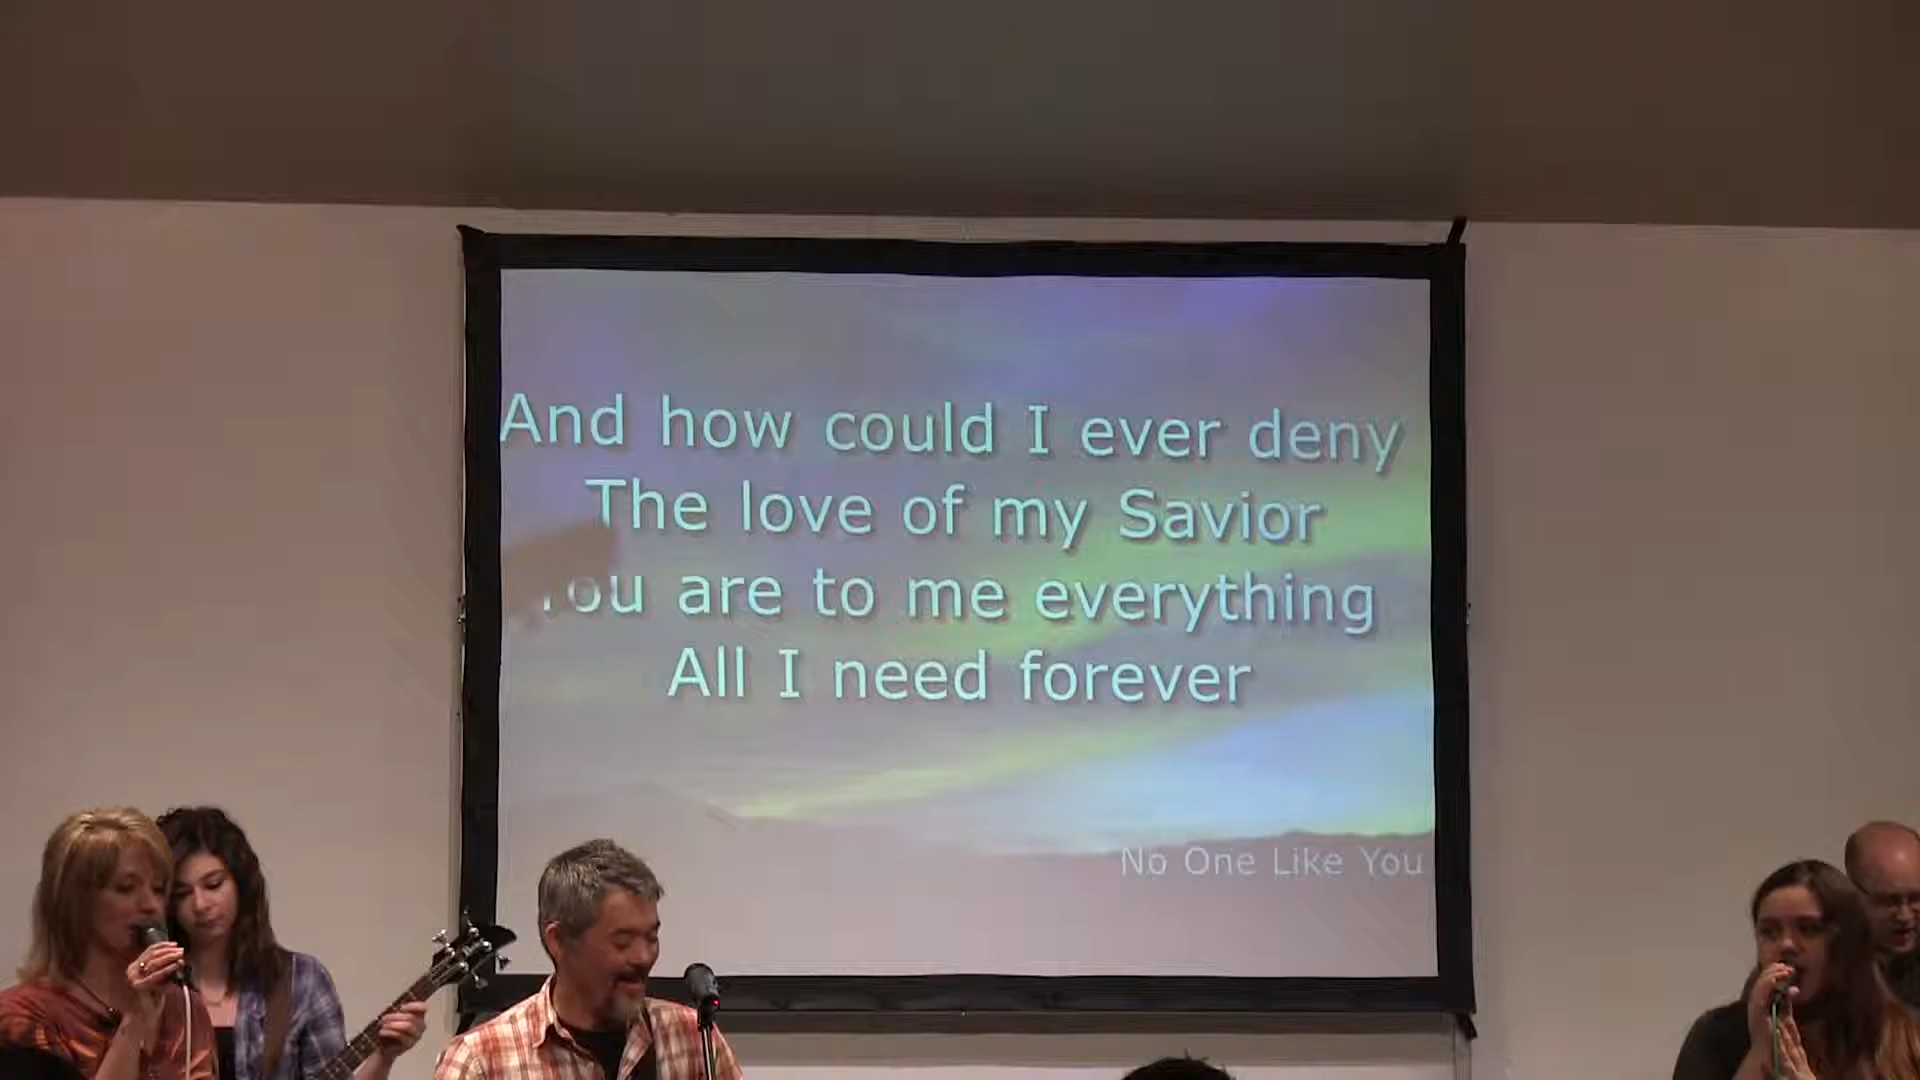 And how could I ever deny
The love of my Savior
You are to me everything
All I need forever
No One Like You